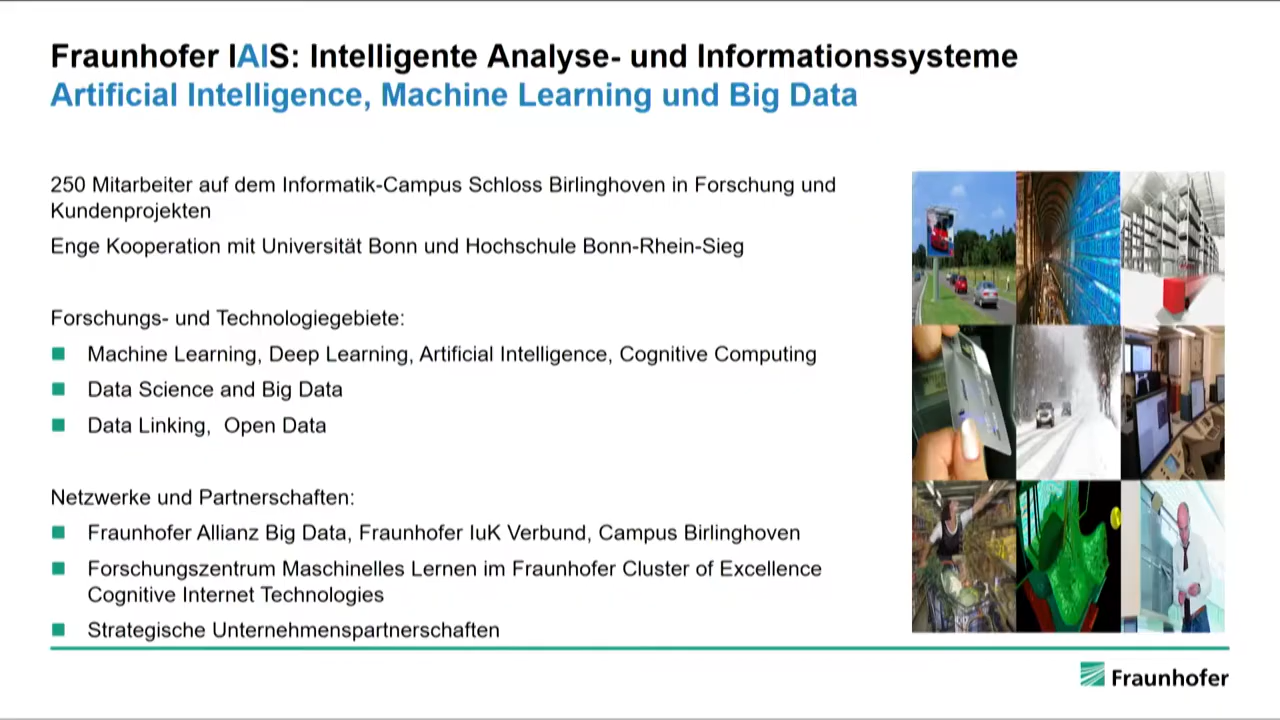 Fraunhofer IAIS: Intelligente Analyse- und Informationssysteme
Artificial Intelligence, Machine Learning und Big Data
250 Mitarbeiter auf dem Informatik-Campus Schloss Birlinghoven in Forschung und
Kundenprojekten
Enge Kooperation mit Universität Bonn und Hochschule Bonn-Rhein-Sieg
Forschungs- und Technologiegebiete:
Machine Learning, Deep Learning, Artificial Intelligence, Cognitive Computing
Data Science and Big Data
Data Linking,  Open Data
Netzwerke und Partnerschaften:
Fraunhofer Allianz Big Data, Fraunhofer IuK Verbund, Campus Birlinghoven
Forschungszentrum Maschinelles Lernen im Fraunhofer Cluster of Excellence
Cognitive Internet Technologies
Strategische Unternehmenspartnerschaften
Fraunhofer